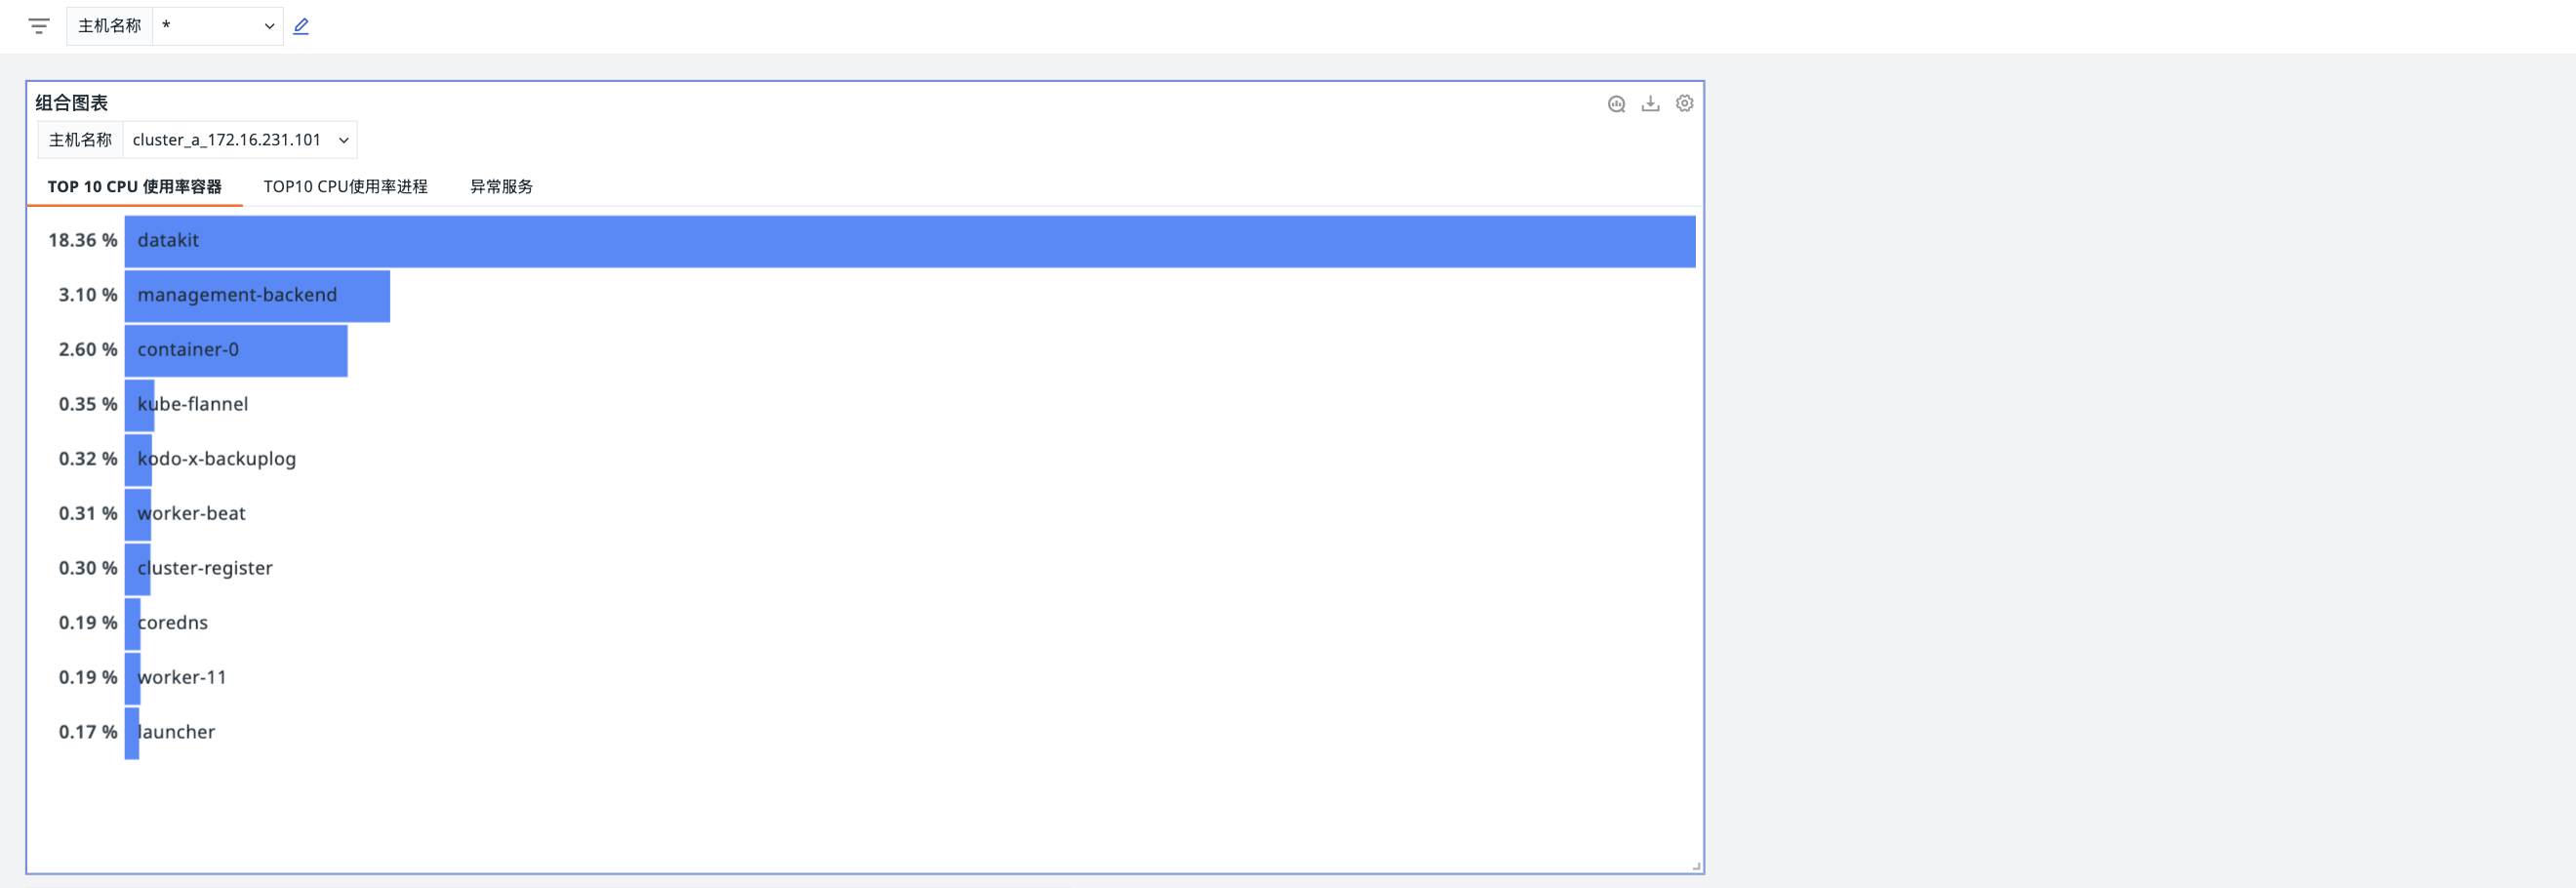 主机名称 *
组合图表
主机名称 cluster_a_172.16.231.101
TOP 10 CPU 使用率容器 TOP10 CPU使用率进程 异常服务
18.36 % datakit
3.10 % management-backend
2.60 % container-0
0.35 % kube-flannel
0.32 % kodo-x-backuplog
0.31 % worker-beat
0.30 % cluster-register
0.19 % coredns
0.19 % worker-11
0.17 % launcher